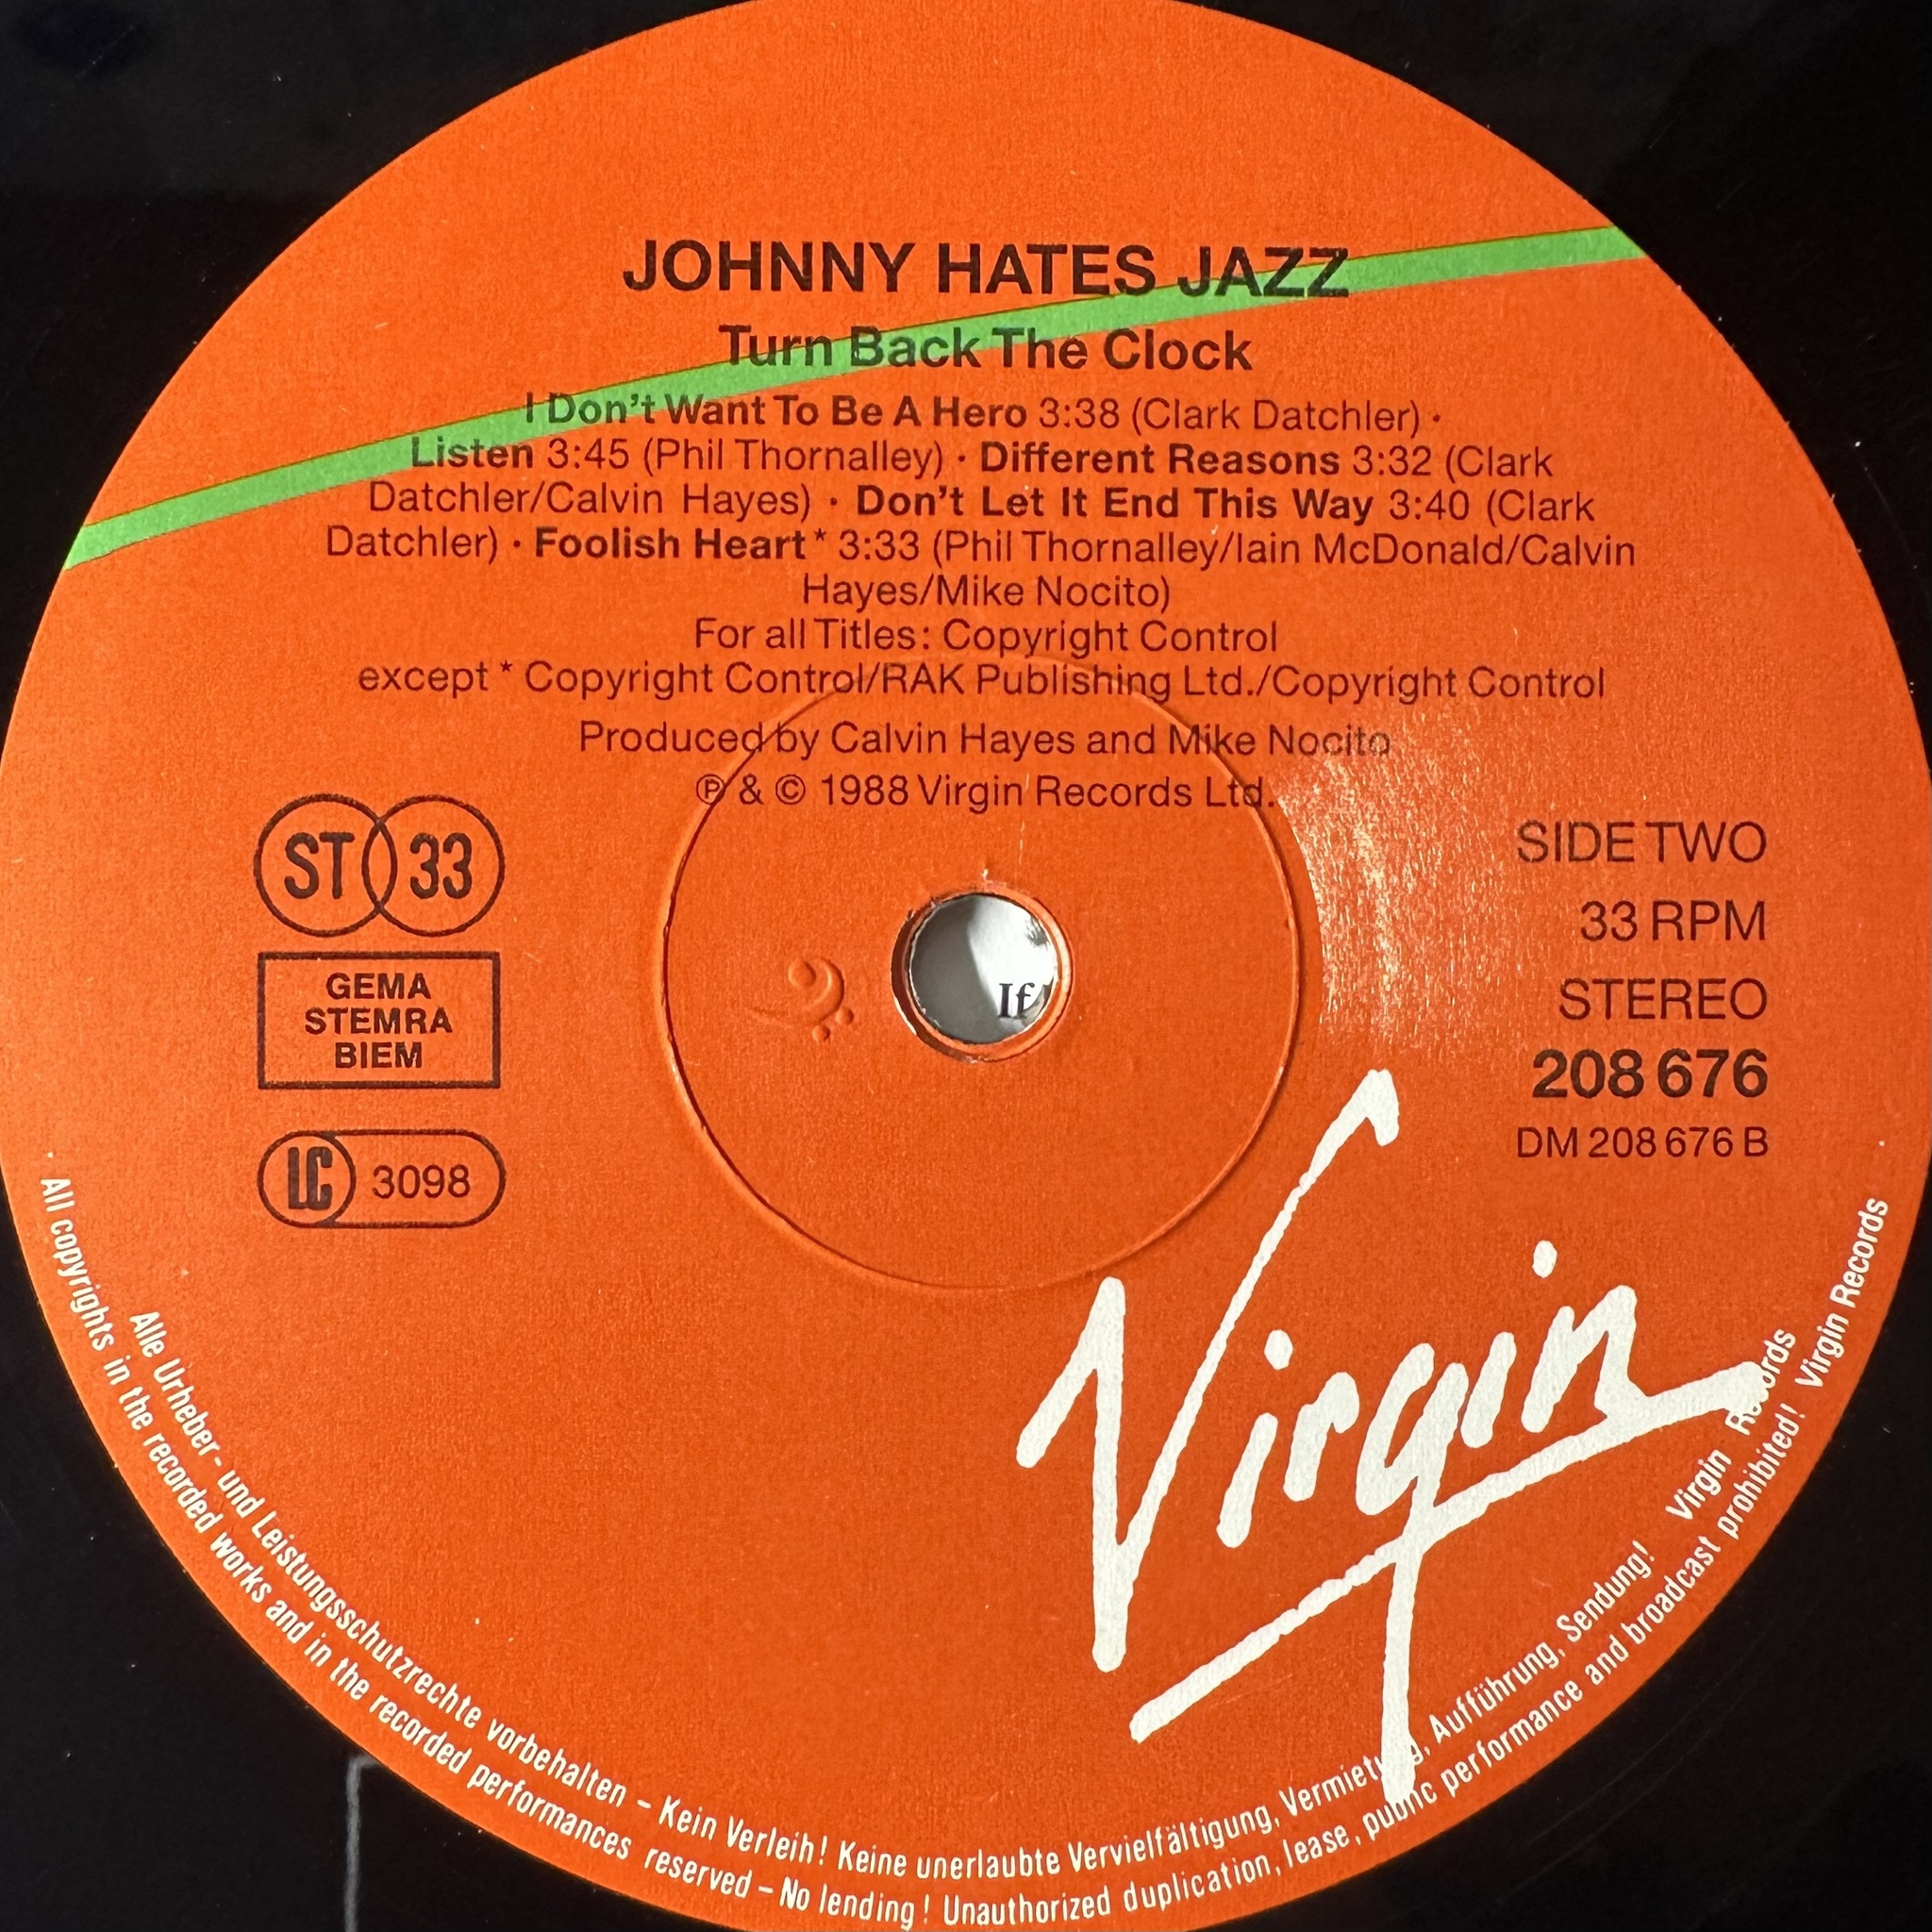 JOHNNY HATES JAZZ
Turn Back The Clock
I Don't Want To Be A Hero 3:38 (Clark Datchler) ·
Listen 3:45 (Phil Thornalley) · Different Reasons 3:32 (Clark
Datchler/Calvin Hayes) · Don't Let It End This Way 3:40 (Clark
Datchler) · Foolish Heart* 3:33 (Phil Thornalley/Iain McDonald/Calvin
Hayes/Mike Nocito)
For all Titles: Copyright Control
except * Copyright Control/RAK Publishing Ltd./Copyright Control
Produced by Calvin Hayes and Mike Nocito
℗ & © 1988 Virgin Records Ltd.
ST 33
GEMA
STEMRA
BIEM
LC 3098
SIDE TWO
33 RPM
STEREO
208 676
DM 208 676 B
If
Virgin
Alle Urheber- und Leistungsschutzrechte vorbehalten – Kein Verleih! Keine unerlaubte Vervielfältigung, Vermietung, Aufführung, Sendung! Virgin Records
All copyrights in the recorded works and in the recorded performances reserved – No lending! Unauthorized duplication, lease, public performance and broadcast prohibited! Virgin Records